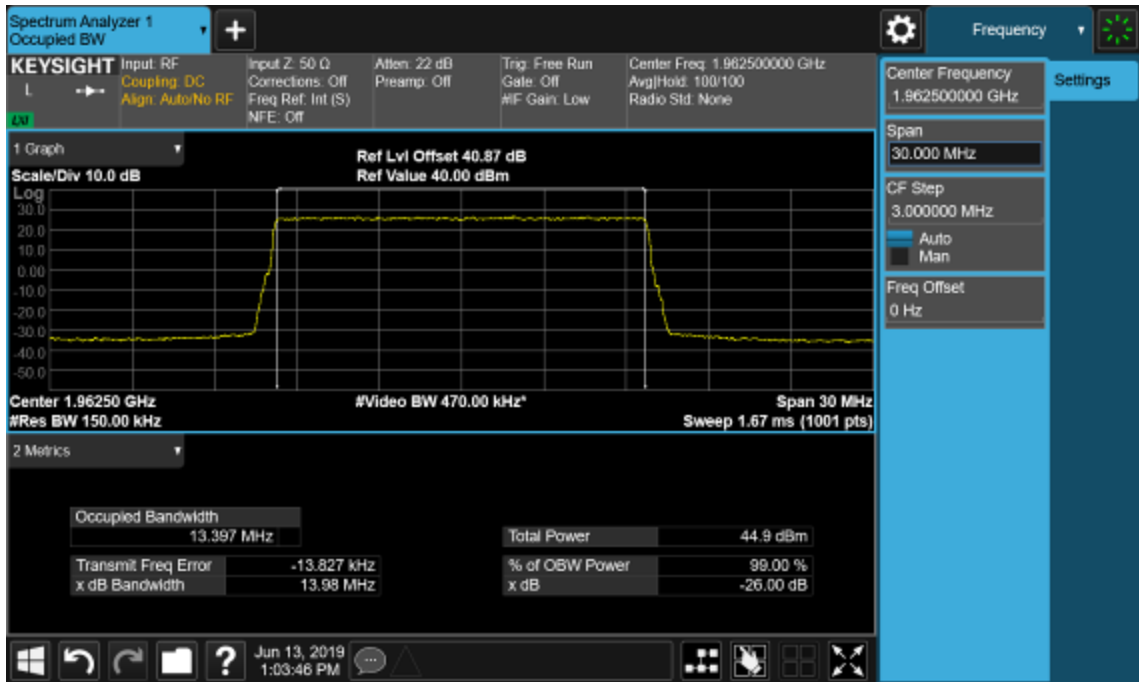 Spectrum Analyzer 1
Occupied BW
Frequency
KEYSIGHT
L
LXI
Input: RF
Coupling: DC
Align: Auto/No RF
Input Z: 50 Ω
Corrections: Off
Freq Ref: Int (S)
NFE: Off
Atten: 22 dB
Preamp: Off
Trig: Free Run
Gate: Off
#IF Gain: Low
Center Freq: 1.962500000 GHz
Avg|Hold: 100/100
Radio Std: None
Center Frequency
1.962500000 GHz
Settings
Span
30.000 MHz
CF Step
3.000000 MHz
Auto
Man
Freq Offset
0 Hz
1 Graph
Scale/Div 10.0 dB
Ref Lvl Offset 40.87 dB
Ref Value 40.00 dBm
Log
30.0
20.0
10.0
0.00
-10.0
-20.0
-30.0
-40.0
-50.0
Center 1.96250 GHz
#Video BW 470.00 kHz*
Span 30 MHz
#Res BW 150.00 kHz
Sweep 1.67 ms (1001 pts)
2 Metrics
Occupied Bandwidth
13.397 MHz
Total Power 44.9 dBm
Transmit Freq Error -13.827 kHz
% of OBW Power 99.00 %
x dB Bandwidth 13.98 MHz
x dB -26.00 dB
Jun 13, 2019
1:03:46 PM